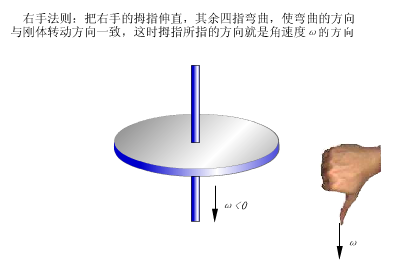 右手法则：把右手的拇指伸直，其余四指弯曲，使弯曲的方向
与刚体转动方向一致，这时拇指所指的方向就是角速度ω的方向
ω<0
ω